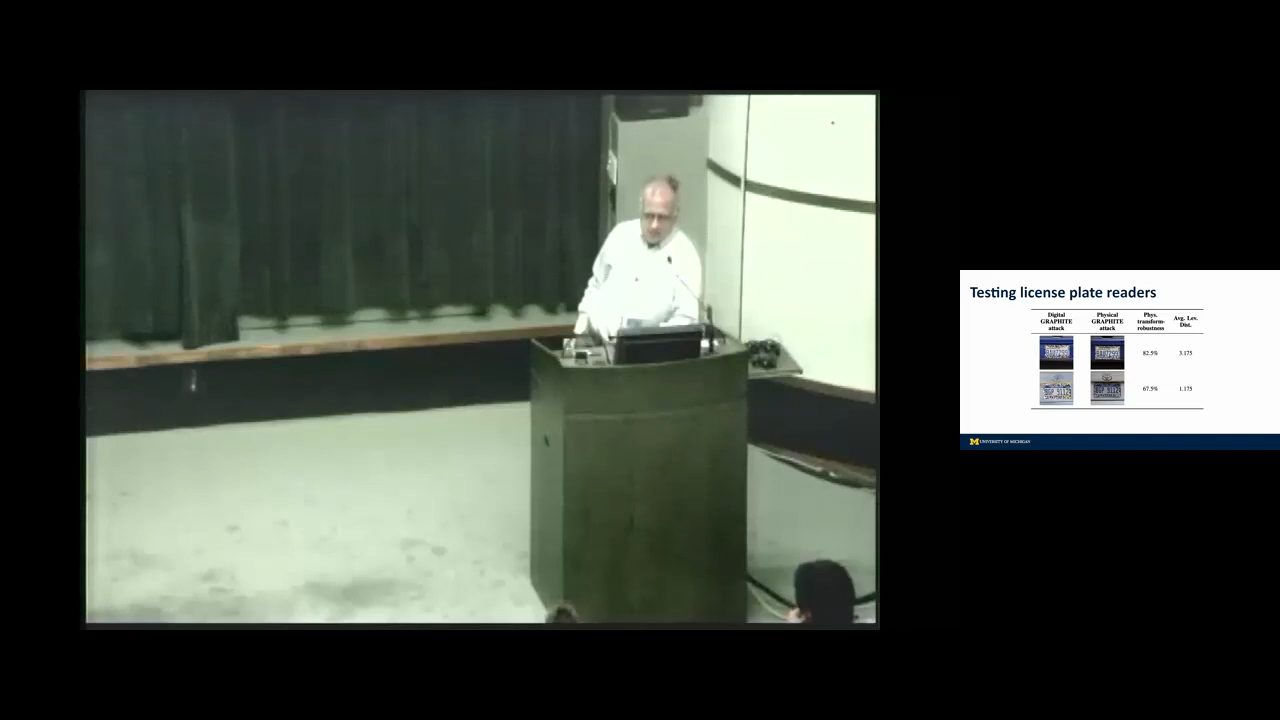 Testing license plate readers
Digital GRAPHITE attack
Physical GRAPHITE attack
Phys. transform-robustness
Avg. Lev. Dist.
82.5% 3.175
67.5% 1.175
M UNIVERSITY OF MICHIGAN